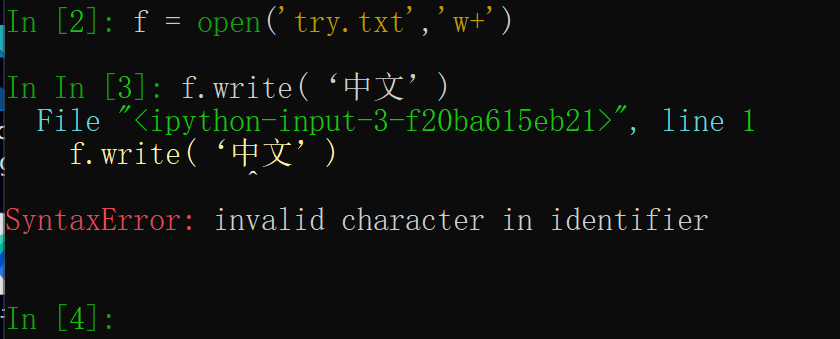 In [2]: f = open('try.txt','w+')
In In [3]: f.write(‘中文’)
File "<ipython-input-3-f20ba615eb21>", line 1
f.write(‘中文’)
^
SyntaxError: invalid character in identifier
In [4]: